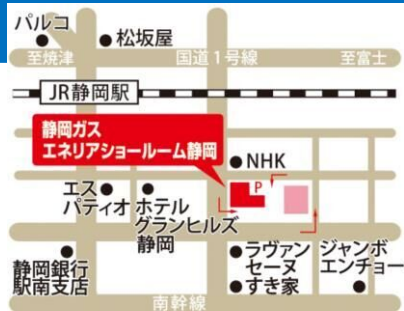 パルコ
松坂屋
至焼津
国道1号線
至富士
JR静岡駅
静岡ガス
エネリアショールーム静岡
NHK
P
エス
パティオ
ホテル
グランヒルズ
静岡
静岡銀行
駅南支店
ラヴァン
セーヌ
すき家
ジャンボ
エンチョー
南幹線